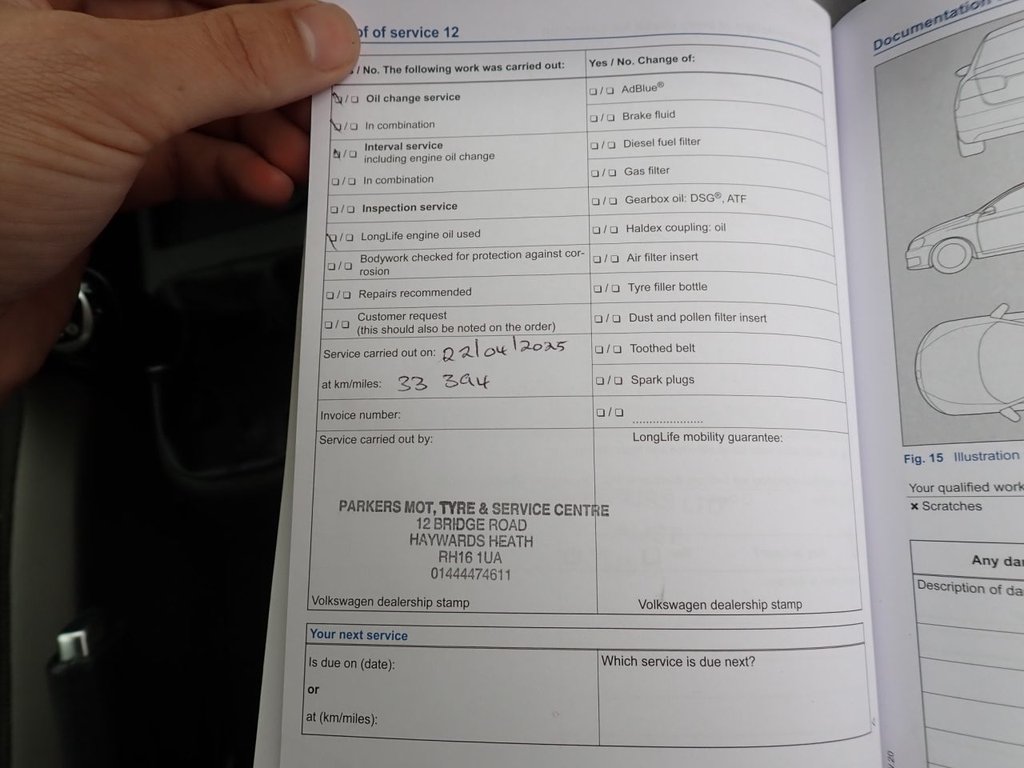 of of service 12
/ No. The following work was carried out:
❑ / ❑ Oil change service
❑ / ❑ In combination
❑ / ❑ Interval service
including engine oil change
❑ / ❑ In combination
❑ / ❑ Inspection service
❑ / ❑ LongLife engine oil used
❑ / ❑ Bodywork checked for protection against cor-
rosion
❑ / ❑ Repairs recommended
❑ / ❑ Customer request
(this should also be noted on the order)
Service carried out on: 22/04/2025
at km/miles: 33 394
Invoice number:
Service carried out by:
PARKERS MOT, TYRE & SERVICE CENTRE
12 BRIDGE ROAD
HAYWARDS HEATH
RH16 1UA
01444474611
Volkswagen dealership stamp
Yes / No. Change of:
❑ / ❑ AdBlue®
❑ / ❑ Brake fluid
❑ / ❑ Diesel fuel filter
❑ / ❑ Gas filter
❑ / ❑ Gearbox oil: DSG®, ATF
❑ / ❑ Haldex coupling: oil
❑ / ❑ Air filter insert
❑ / ❑ Tyre filler bottle
❑ / ❑ Dust and pollen filter insert
❑ / ❑ Toothed belt
❑ / ❑ Spark plugs
❑ / ❑ .....................
LongLife mobility guarantee:
Volkswagen dealership stamp
Your next service
Is due on (date):
or
at (km/miles):
Which service is due next?
Documentation
Fig. 15 Illustration
Your qualified work
× Scratches
Any da
Description of da